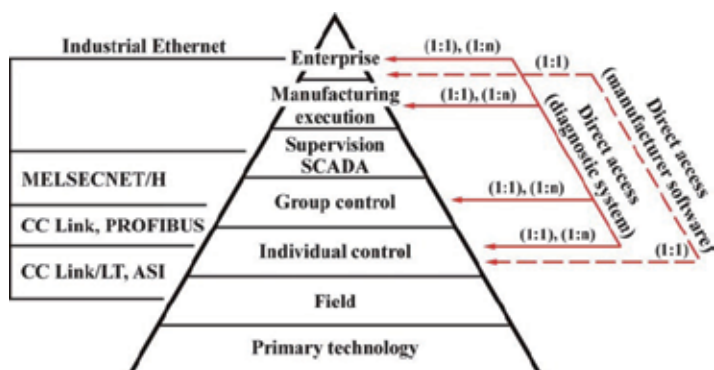 Industrial Ethernet
MELSECNET/H
CC Link, PROFIBUS
CC Link/LT, ASI
Enterprise
Manufacturing
execution
Supervision
SCADA
Group control
Individual control
Field
Primary technology
(1:1), (1:n)
(1:1)
(1:1), (1:n)
(1:1), (1:n)
(1:1), (1:n)
(1:1)
Direct access
(diagnostic system)
Direct access
(manufacturer software)